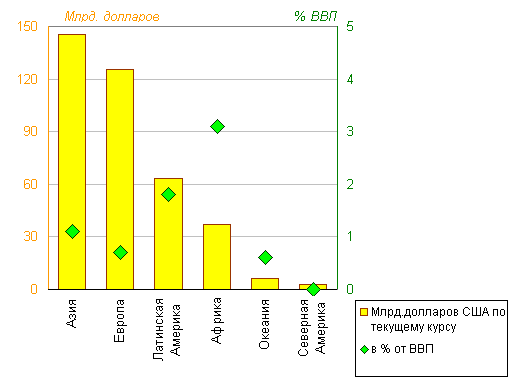 Млрд. долларов
% ВВП
150
120
90
60
30
0
5
4
3
2
1
0
Азия
Европа
Латинская
Америка
Африка
Океания
Северная
Америка
Млрд.долларов США по
текущему курсу
в % от ВВП